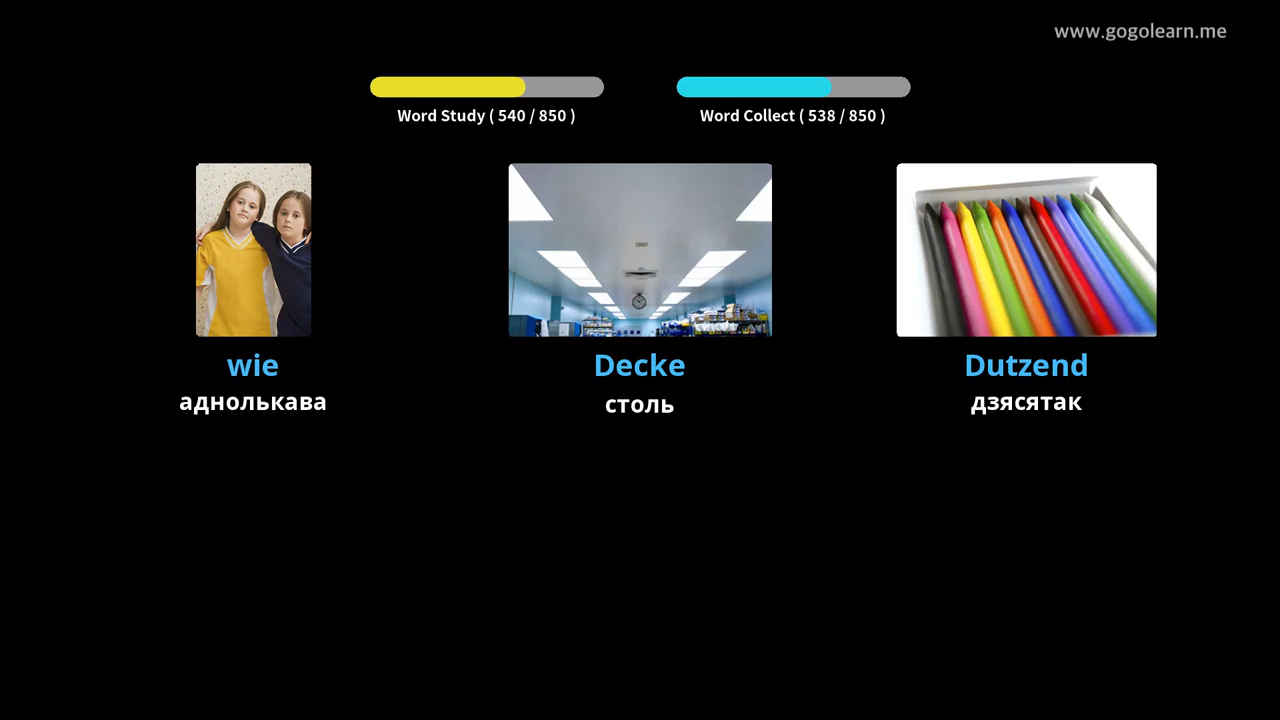 www.gogolearn.me
Word Study ( 540 / 850 )
Word Collect ( 538 / 850 )
wie
аднолькава
Decke
столь
Dutzend
дзясятак